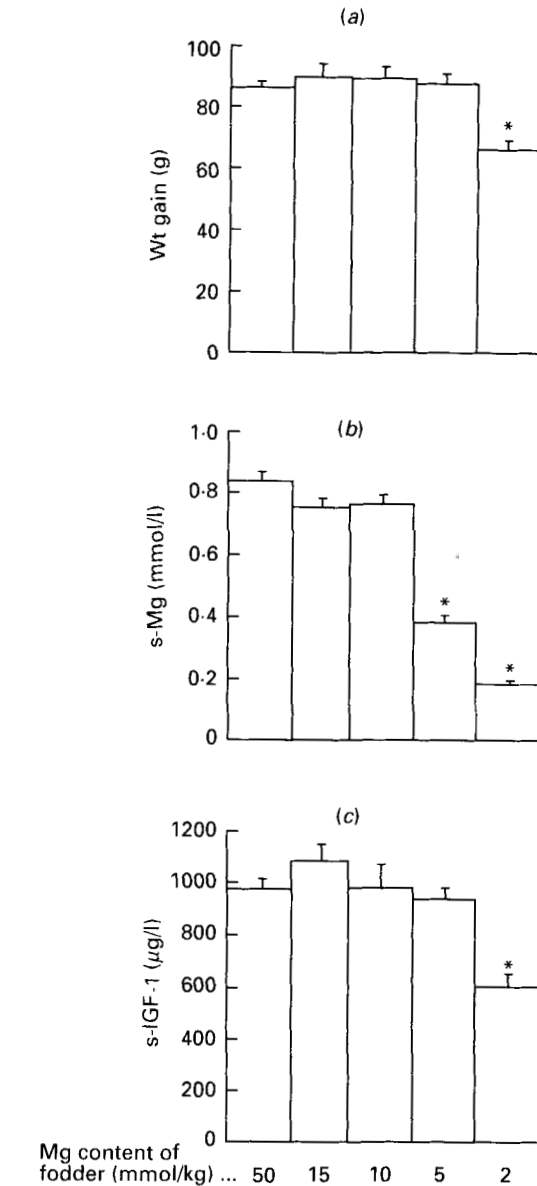 (a)
100
80
60
40
20
0
Wt gain (g)
*
(b)
1·0
0·8
0·6
0·4
0·2
0
s-Mg (mmol/l)
*
*
(c)
1200
1000
800
600
400
200
0
s-IGF-1 (μg/l)
*
Mg content of
fodder (mmol/kg) ... 50 15 10 5 2